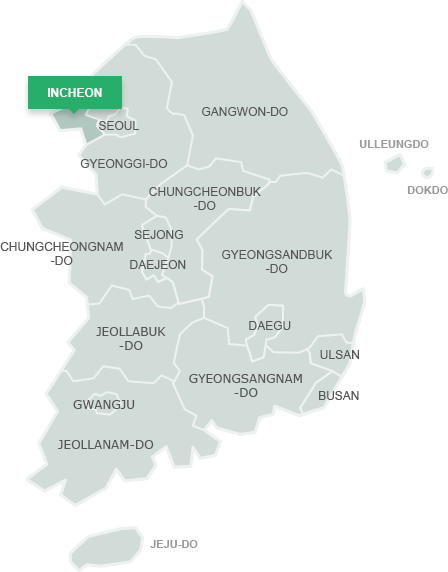 INCHEON
GANGWON-DO
SEOUL
ULLEUNGDO
GYEONGGI-DO
DOKDO
CHUNGCHEONBUK
-DO
SEJONG
CHUNGCHEONGNAM
-DO
GYEONGSANDBUK
-DO
DAEJEON
DAEGU
JEOLLABUK
-DO
ULSAN
GYEONGSANGNAM
-DO
BUSAN
GWANGJU
JEOLLANAM-DO
JEJU-DO